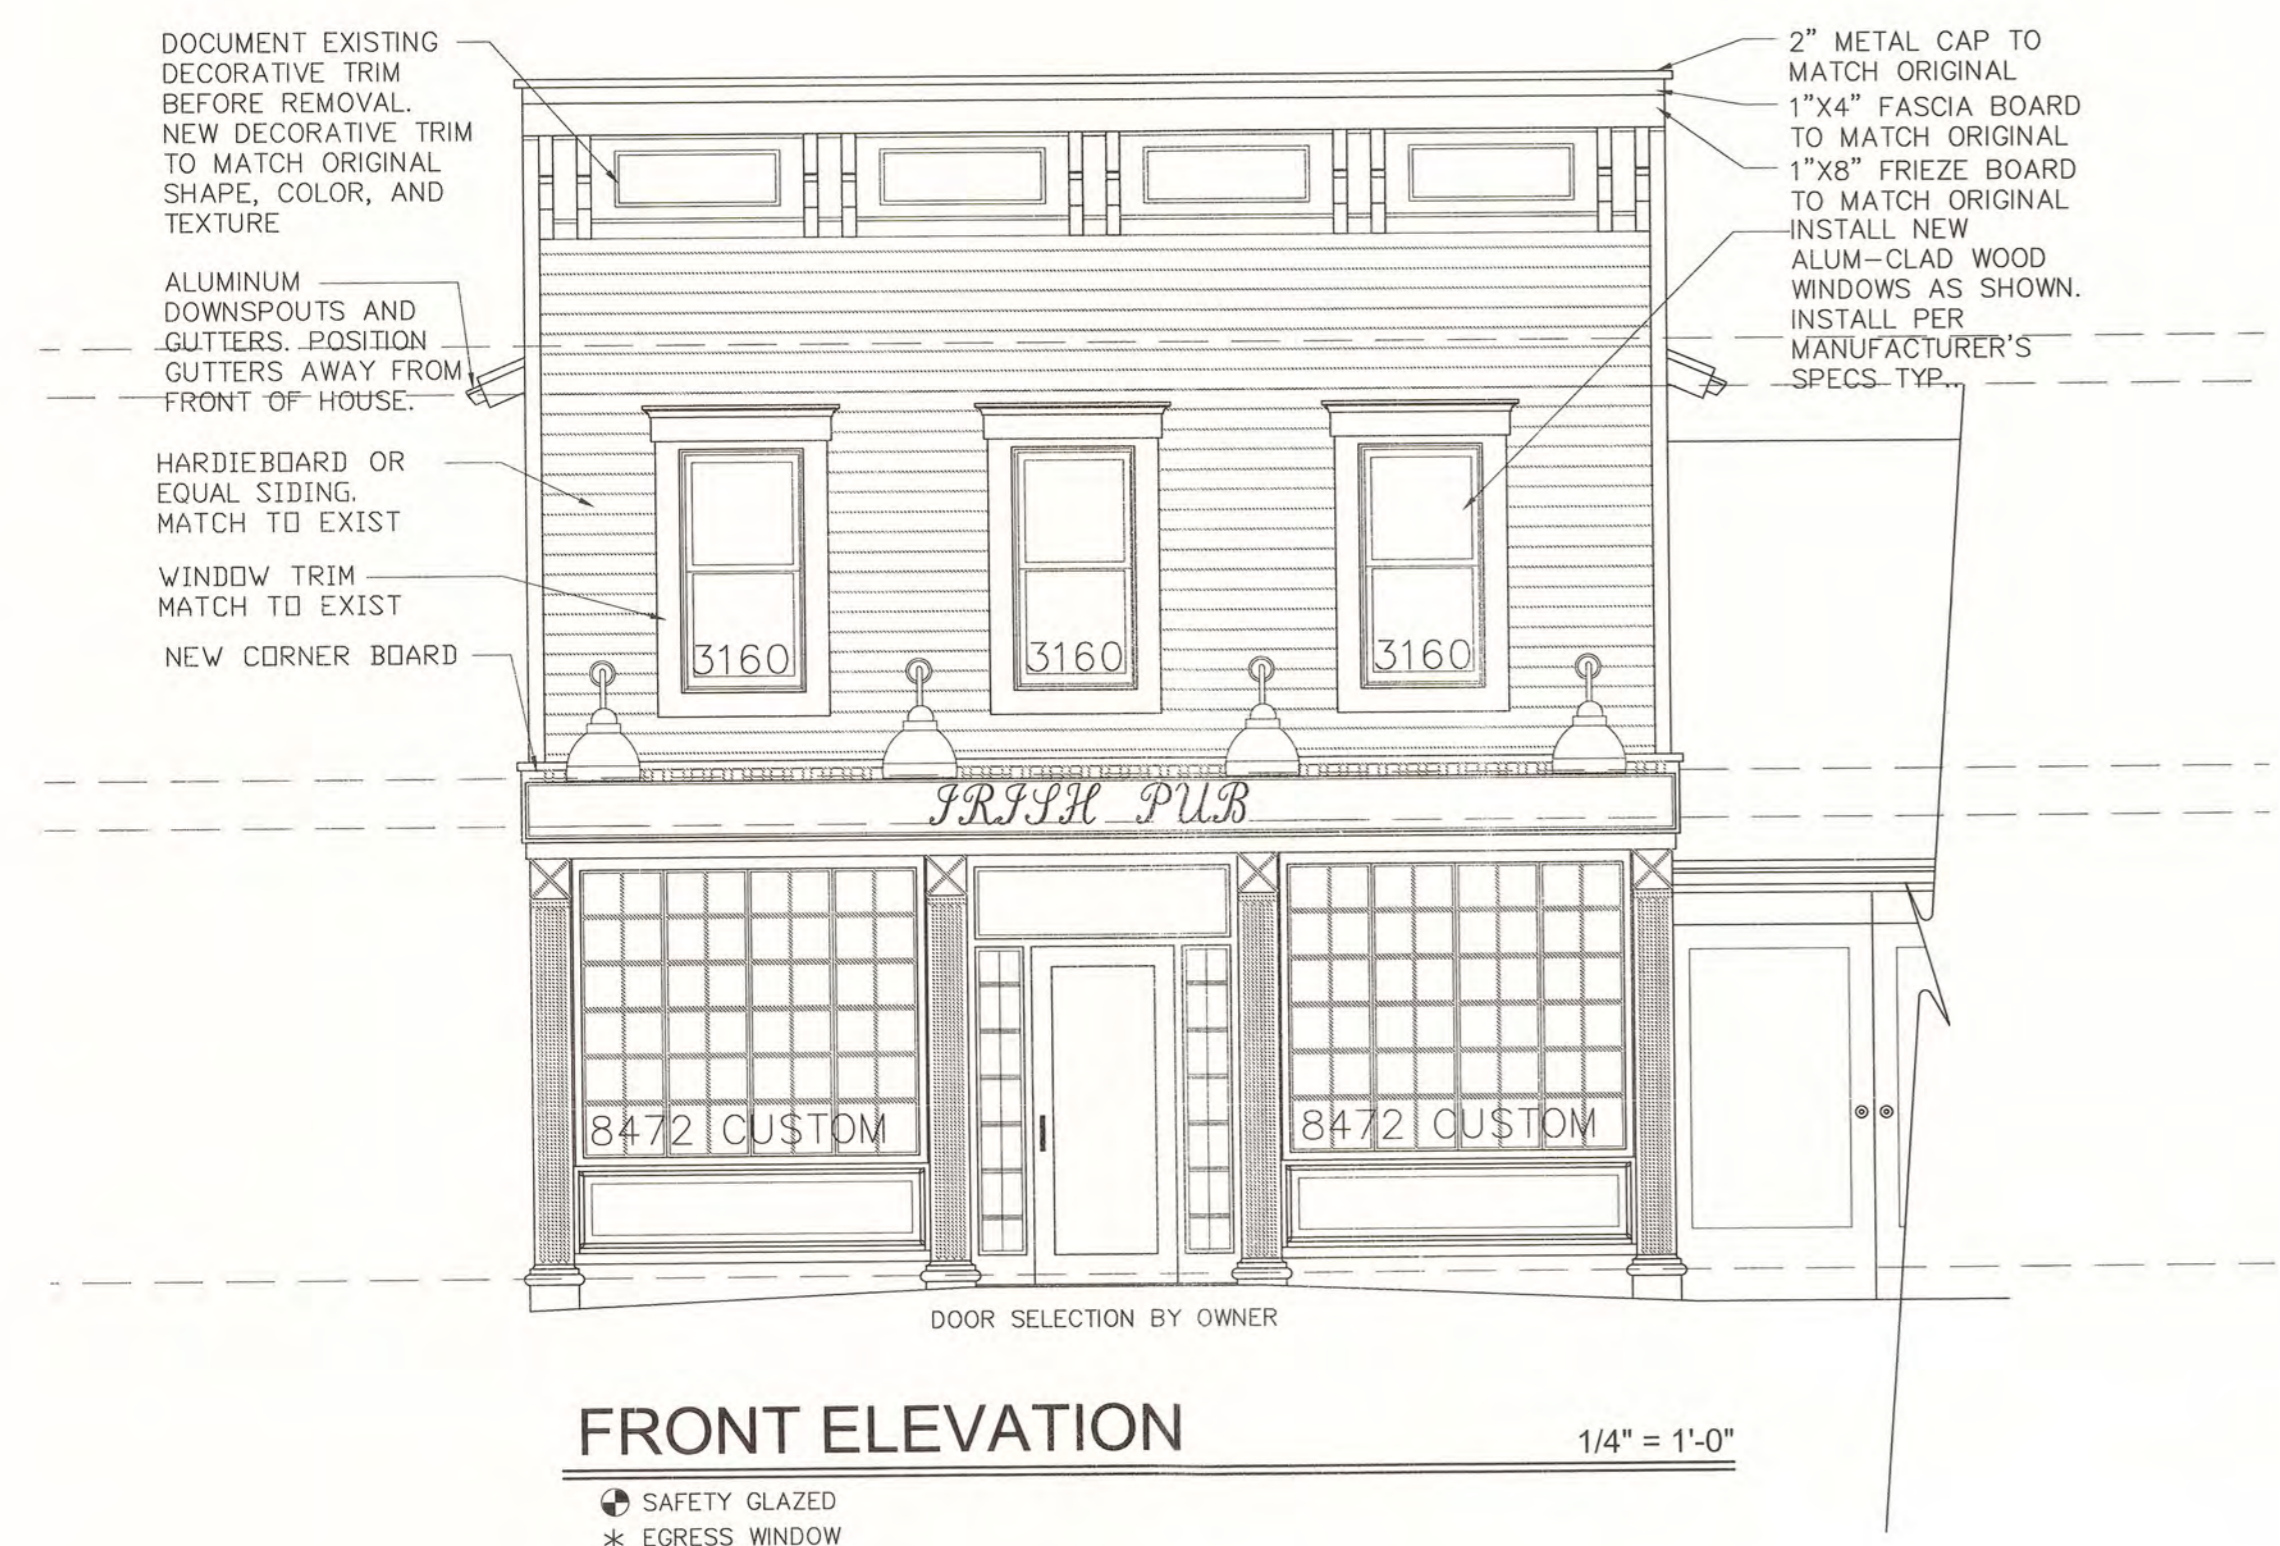 DOCUMENT EXISTING
DECORATIVE TRIM
BEFORE REMOVAL.
NEW DECORATIVE TRIM
TO MATCH ORIGINAL
SHAPE, COLOR, AND
TEXTURE
ALUMINUM
DOWNSPOUTS AND
GUTTERS. POSITION
GUTTERS AWAY FROM
FRONT OF HOUSE.
HARDIEBOARD OR
EQUAL SIDING.
MATCH TO EXIST
WINDOW TRIM
MATCH TO EXIST
NEW CORNER BOARD
2" METAL CAP TO
MATCH ORIGINAL
1"X4" FASCIA BOARD
TO MATCH ORIGINAL
1"X8" FRIEZE BOARD
TO MATCH ORIGINAL
INSTALL NEW
ALUM-CLAD WOOD
WINDOWS AS SHOWN.
INSTALL PER
MANUFACTURER'S
SPECS TYP..
3160
3160
3160
IRISH PUB
8472 CUSTOM
8472 CUSTOM
DOOR SELECTION BY OWNER
FRONT ELEVATION
1/4" = 1'-0"
SAFETY GLAZED
* EGRESS WINDOW